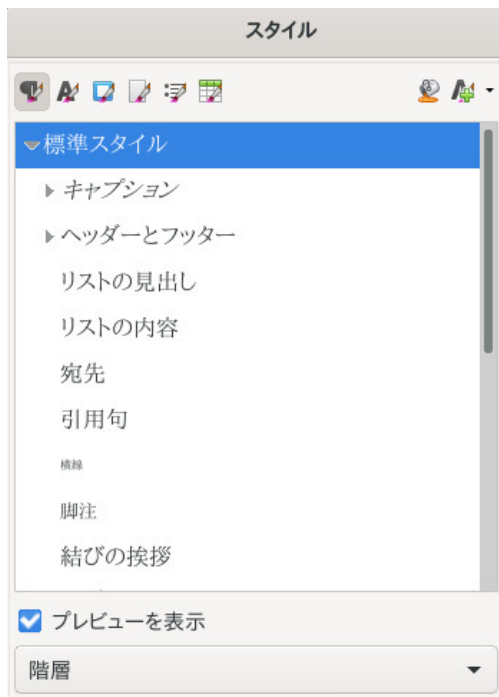 スタイル
標準スタイル
キャプション
ヘッダーとフッター
リストの見出し
リストの内容
宛先
引用句
横線
脚注
結びの挨拶
プレビューを表示
階層